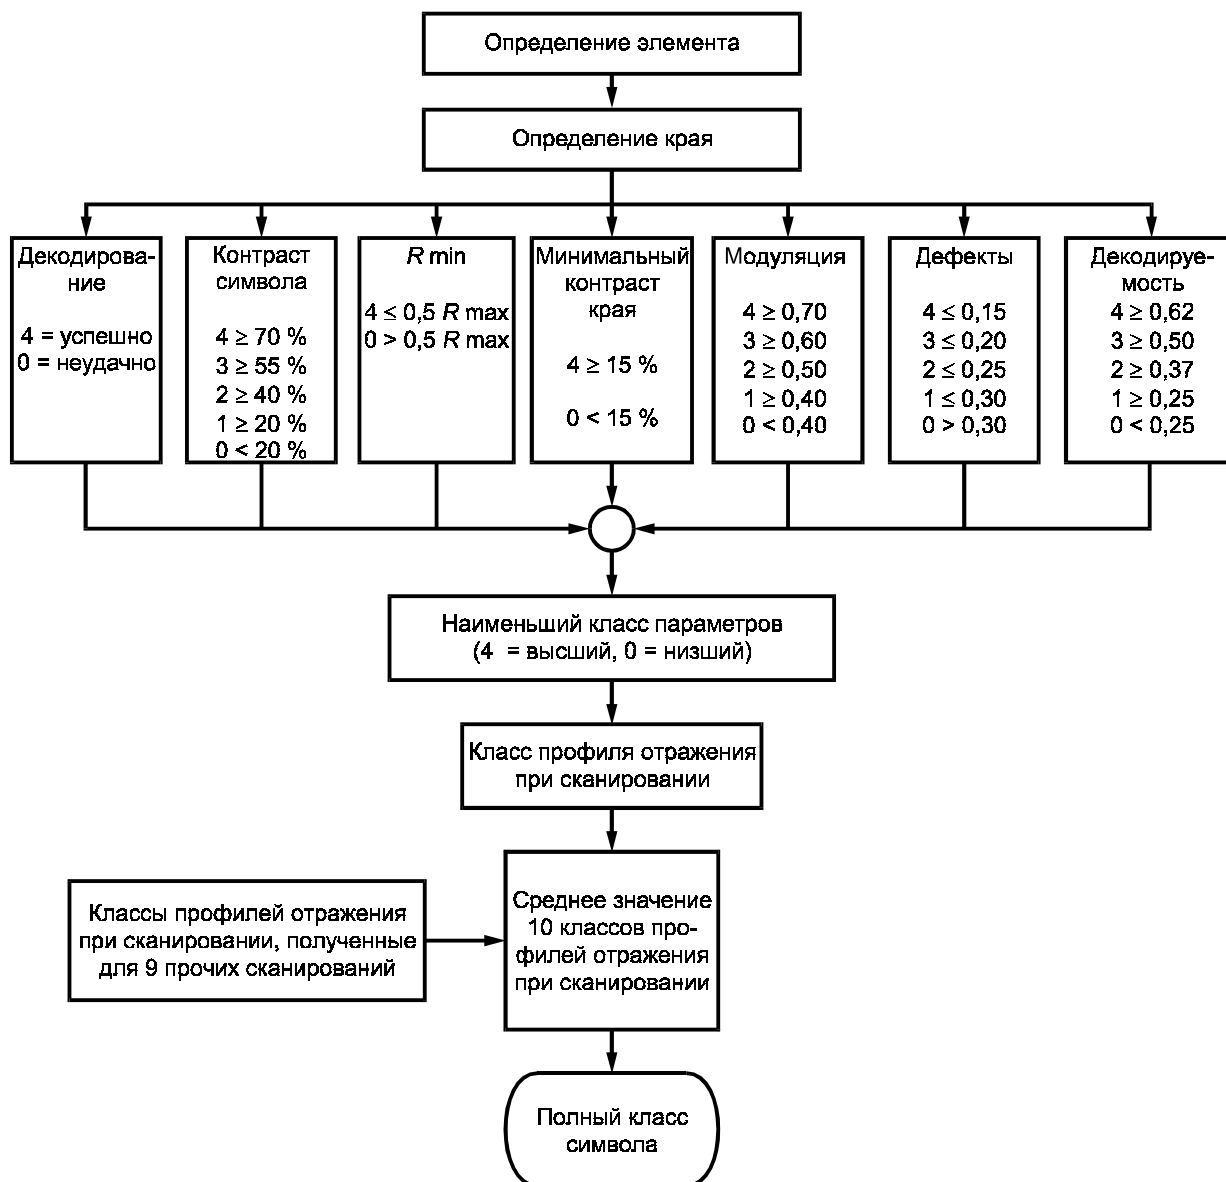 Определение элемента
Определение края
Декодирова-
ние
4 = успешно
0 = неудачно
Контраст
символа
4 ≥ 70 %
3 ≥ 55 %
2 ≥ 40 %
1 ≥ 20 %
0 < 20 %
R min
4 ≤ 0,5 R max
0 > 0,5 R max
Минимальный
контраст
края
4 ≥ 15 %
0 < 15 %
Модуляция
4 ≥ 0,70
3 ≥ 0,60
2 ≥ 0,50
1 ≥ 0,40
0 < 0,40
Дефекты
4 ≤ 0,15
3 ≤ 0,20
2 ≤ 0,25
1 ≤ 0,30
0 > 0,30
Декодируе-
мость
4 ≥ 0,62
3 ≥ 0,50
2 ≥ 0,37
1 ≥ 0,25
0 < 0,25
Наименьший класс параметров
(4 = высший, 0 = низший)
Класс профиля отражения
при сканировании
Классы профилей отражения
при сканировании, полученные
для 9 прочих сканирований
Среднее значение
10 классов про-
филей отражения
при сканировании
Полный класс
символа